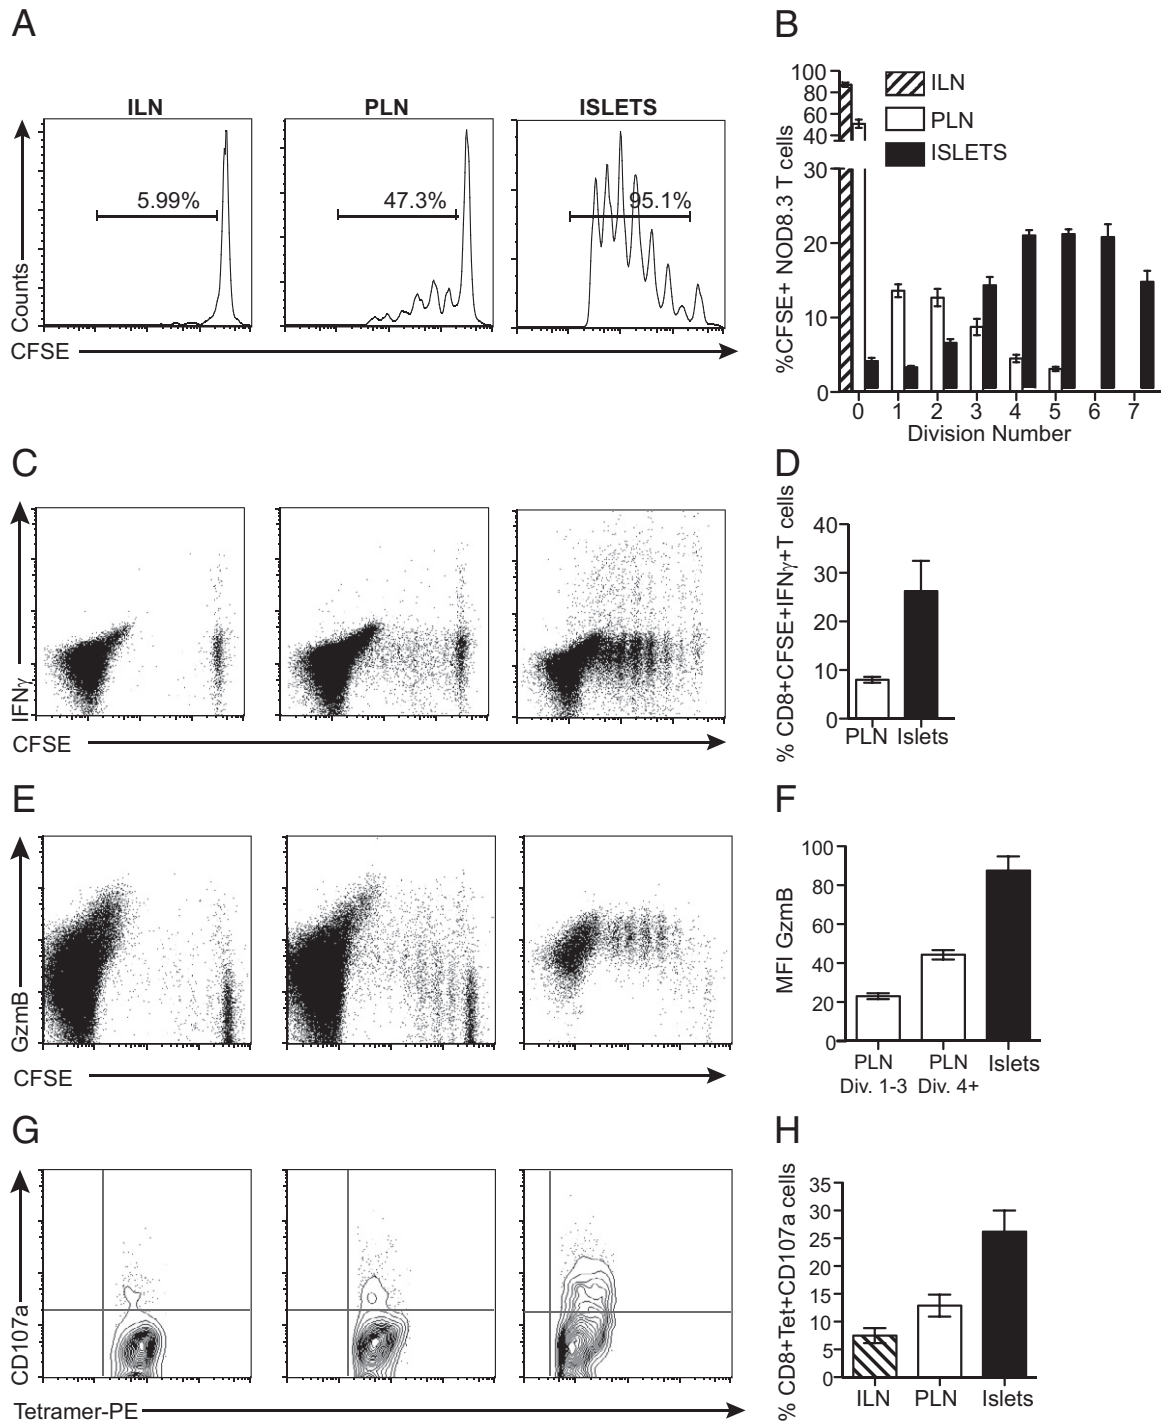 A
ILN
PLN
ISLETS
5.99%
47.3%
95.1%
Counts
CFSE
B
ILN
PLN
ISLETS
%CFSE+ NOD8.3 T cells
100
80
60
40
30
20
10
0
0 1 2 3 4 5 6 7
Division Number
C
IFNγ
CFSE
D
% CD8+CFSE+IFNγ+T cells
40
30
20
10
0
PLN Islets
E
GzmB
CFSE
F
MFI GzmB
100
80
60
40
20
0
PLN PLN Islets
Div. 1-3 Div. 4+
G
CD107a
Tetramer-PE
H
% CD8+Tet+CD107a cells
35
30
25
20
15
10
5
0
ILN PLN Islets